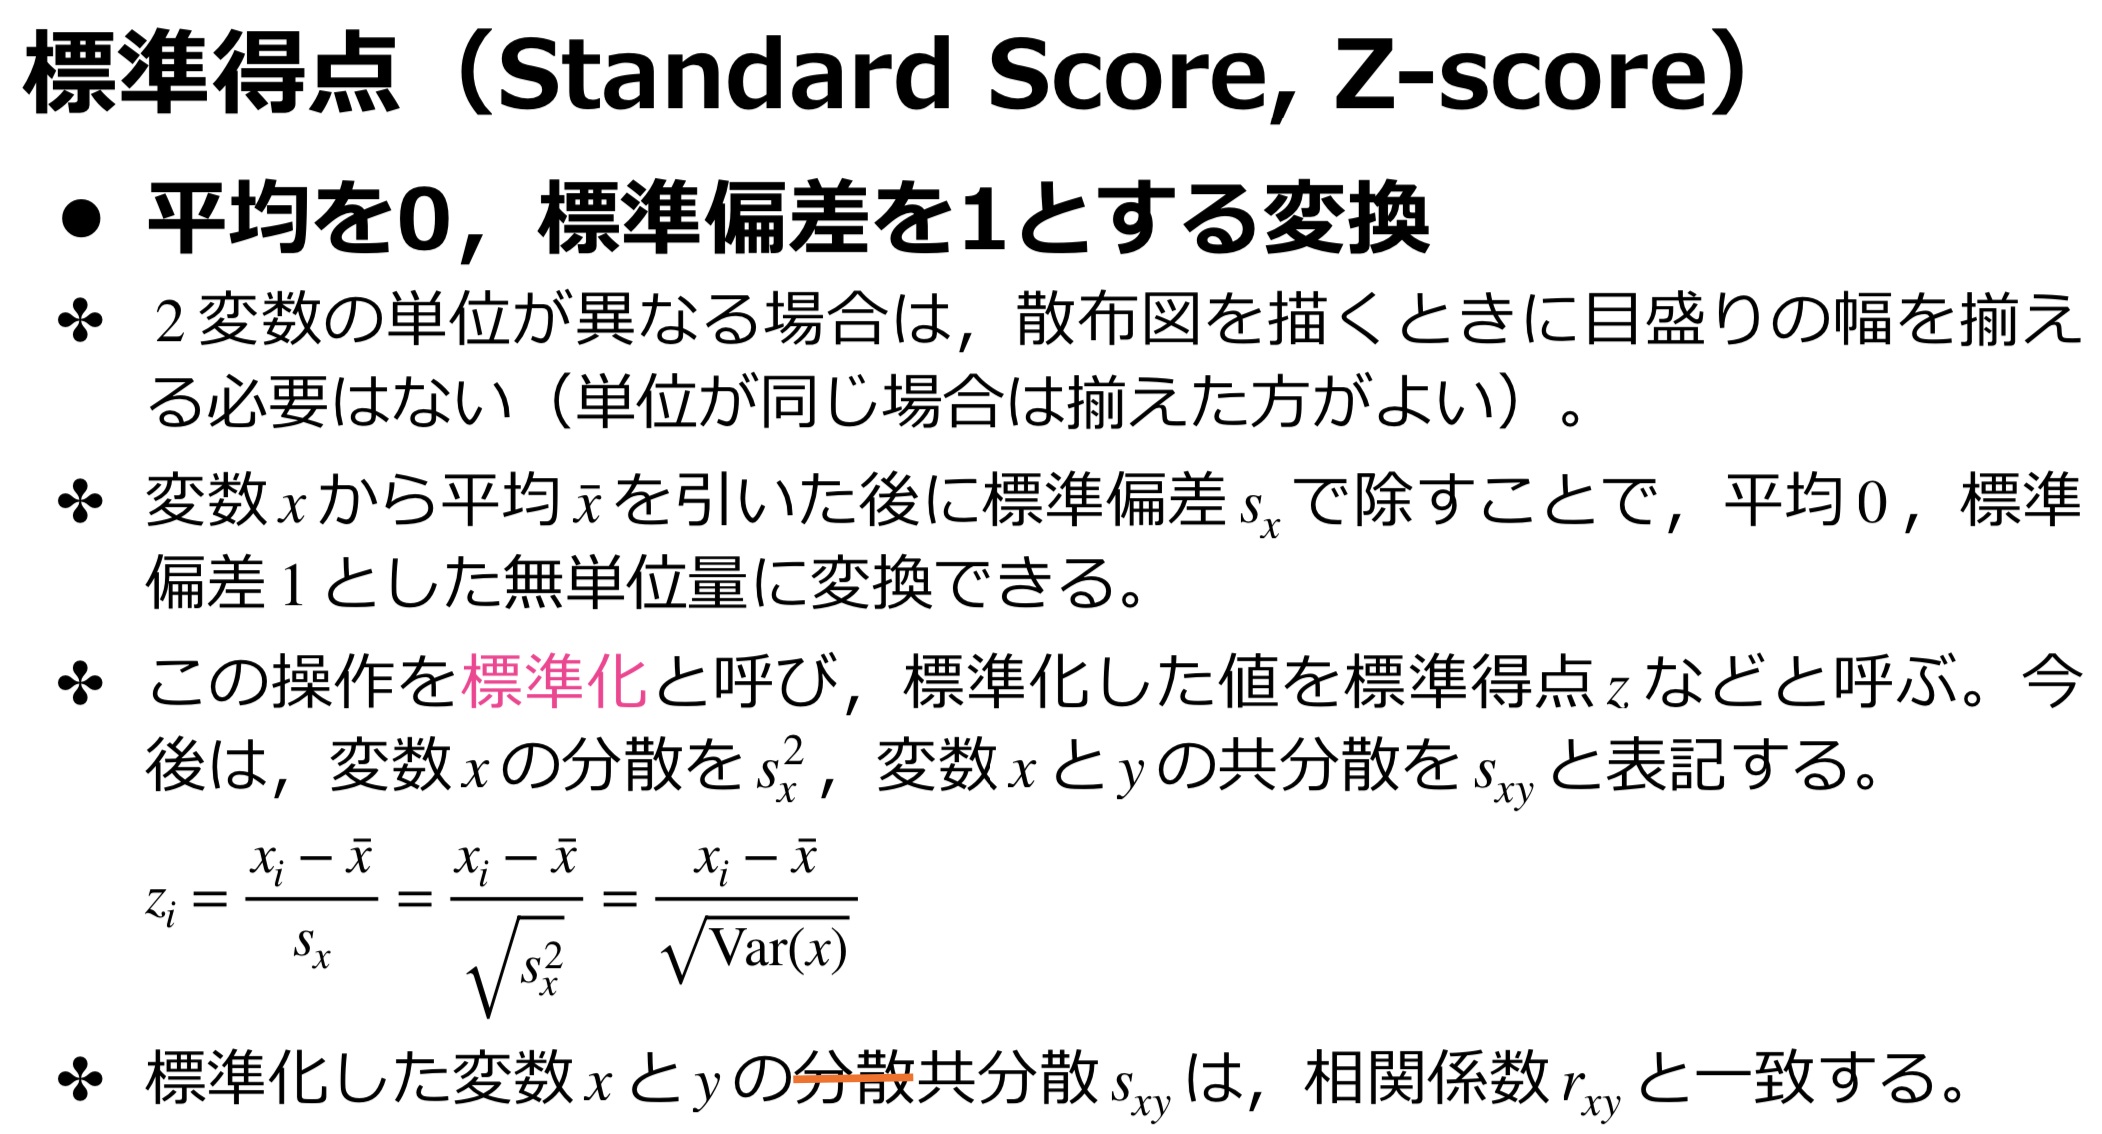 標準得点（Standard Score, Z-score）
● 平均を0，標準偏差を1とする変換
✤ 2変数の単位が異なる場合は，散布図を描くときに目盛りの幅を揃え
る必要はない（単位が同じ場合は揃えた方がよい）。
✤ 変数 x から平均 x̄ を引いた後に標準偏差 s_x で除すことで，平均 0 ，標準
偏差 1 とした無単位量に変換できる。
✤ この操作を標準化と呼び，標準化した値を標準得点 z などと呼ぶ。今
後は，変数 x の分散を s_x^2 ，変数 x と y の共分散を s_{xy} と表記する。
z_i = \frac{x_i − x̄}{s_x} = \frac{x_i − x̄}{\sqrt{s_x^2}} = \frac{x_i − x̄}{\sqrt{Var(x)}}
✤ 標準化した変数 x と y の分散共分散 s_{xy} は，相関係数 r_{xy} と一致する。